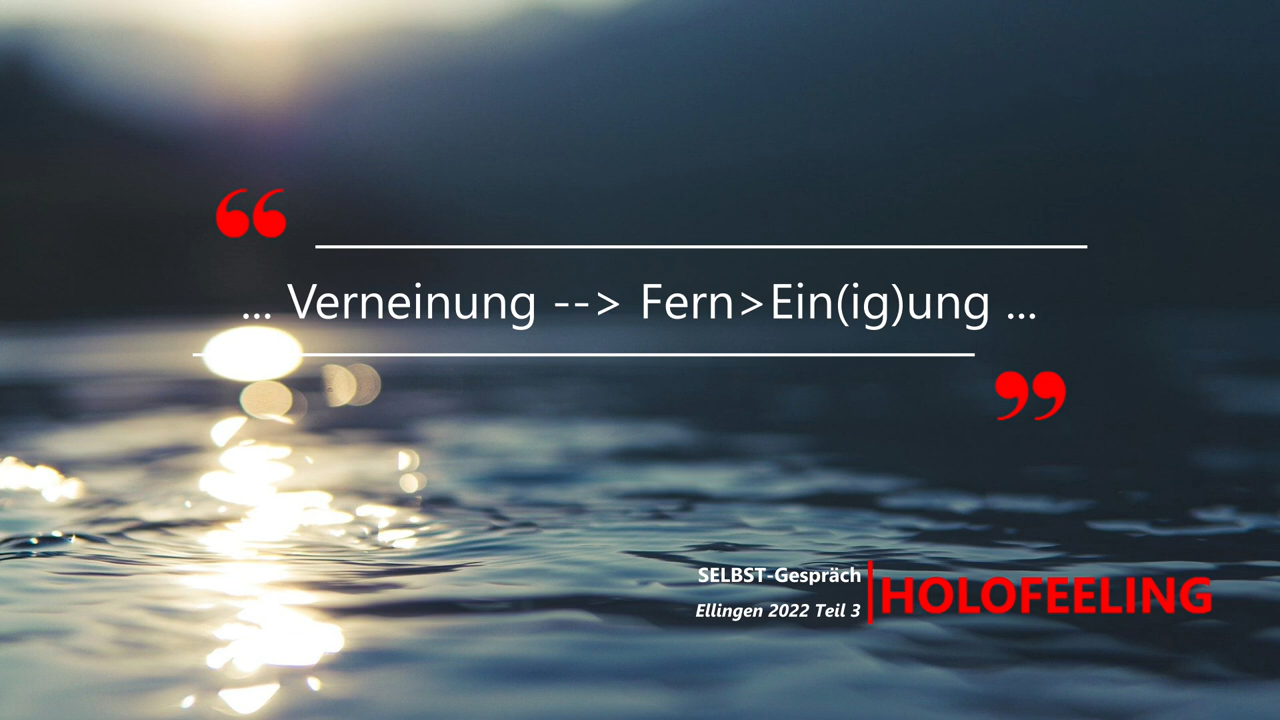 “
... Verneinung --> Fern>Ein(ig)ung ...
”
SELBST-Gespräch
Ellingen 2022 Teil 3
HOLOFEELING